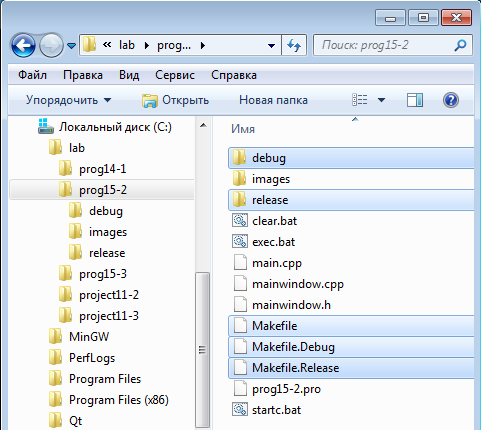 « lab ▸ prog... ▸
Поиск: prog15-2
Файл Правка Вид Сервис Справка
Упорядочить Открыть Новая папка
Локальный диск (C:)
lab
prog14-1
prog15-2
debug
images
release
prog15-3
project11-2
project11-3
MinGW
PerfLogs
Program Files
Program Files (x86)
Qt
Имя
debug
images
release
clear.bat
exec.bat
main.cpp
mainwindow.cpp
mainwindow.h
Makefile
Makefile.Debug
Makefile.Release
prog15-2.pro
startc.bat